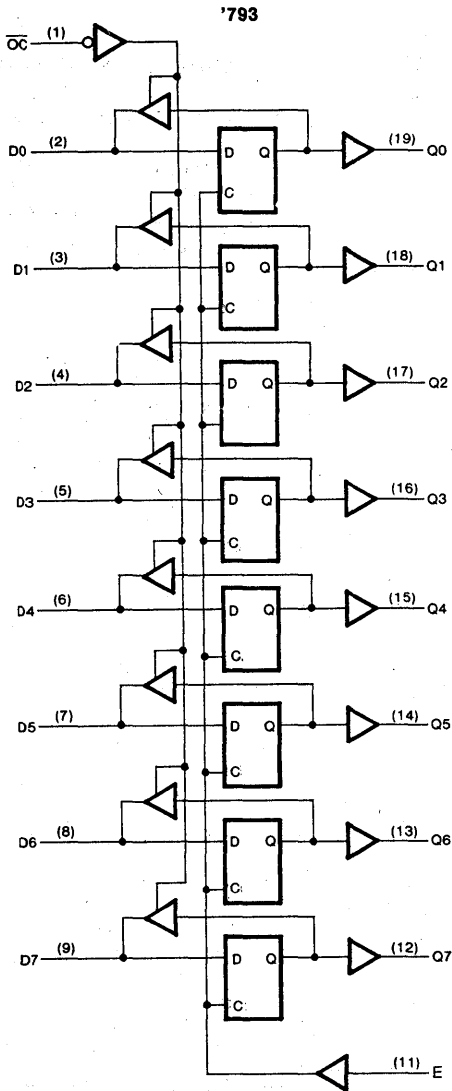 '793
OC (1)
D0 (2) D Q (19) Q0
C
D1 (3) D Q (18) Q1
C
D2 (4) D Q (17) Q2
D3 (5) D Q (16) Q3
C
D4 (6) D Q (15) Q4
C
D5 (7) D Q (14) Q5
C
D6 (8) D Q (13) Q6
C
D7 (9) D Q (12) Q7
C
(11) E